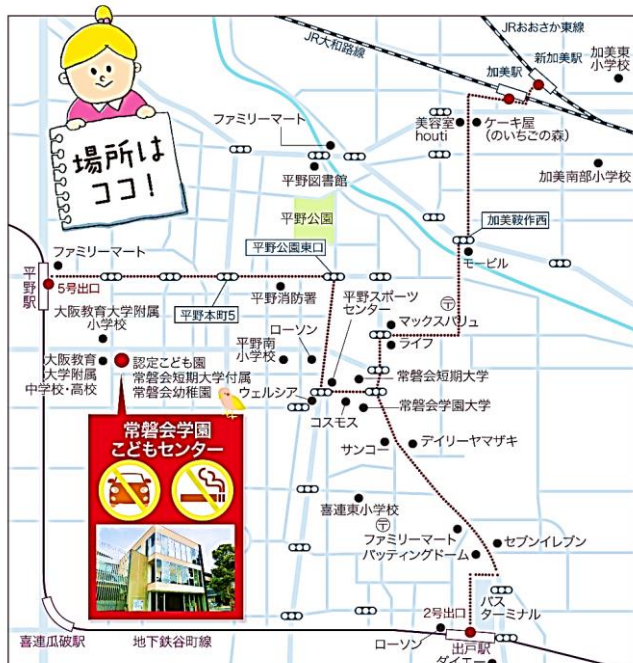 JRおおさか東線
JR大和路線
新加美駅
加美駅
加美東
小学校
場所は
ココ！
ファミリーマート
美容室
houti
ケーキ屋
(のいちごの森)
平野図書館
加美南部小学校
平野公園
加美鞍作西
平野公園東口
モービル
ファミリーマート
平野駅
5号出口
平野本町5
平野消防署
平野スポーツ
センター
〒
マックスバリュ
ライフ
大阪教育大学附属
小学校
ローソン
平野南
小学校
大阪教育
大学附属
中学校・高校
認定こども園
常磐会短期大学付属
常磐会幼稚園
ウェルシア
常磐会短期大学
コスモス
常磐会学園大学
常磐会学園
こどもセンター
サンコー
デイリーヤマザキ
喜連東小学校
〒
ファミリーマート
バッティングドーム
セブンイレブン
バス
ターミナル
2号出口
喜連瓜破駅
地下鉄谷町線
ローソン
出戸駅
ダイエー